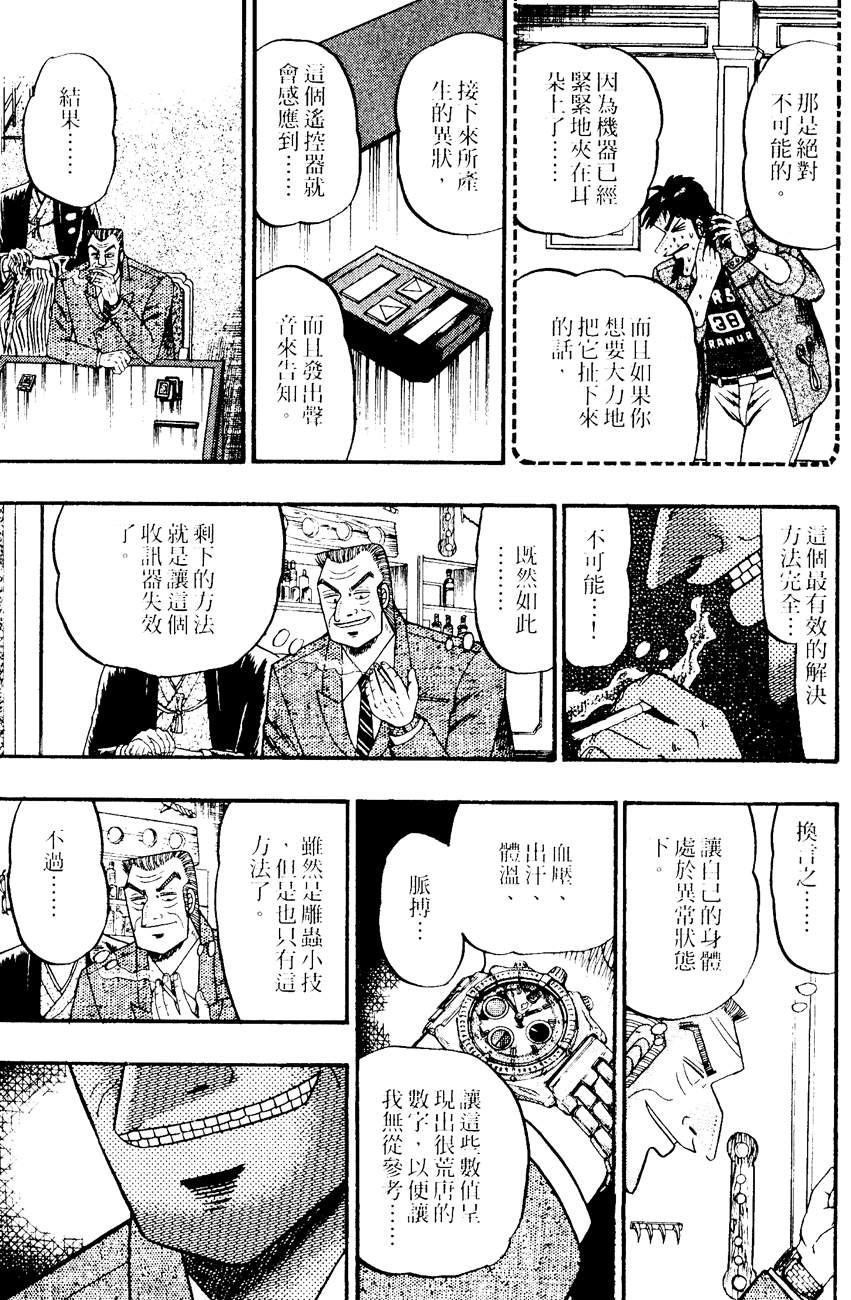 那是絕對
不可能的。
因為機器已經
緊緊地夾在耳
朵上了……
而且如果你
想要大力地
把它扯下來
的話，
38
RAMUR
接下來所產
生的異狀，
這個遙控器就
會感應到……
而且發出聲
音來告知。
結果……
這個最有效的解決
方法完全…
不可能…！
既然如此
……
剩下的方法
就是讓這個
收訊器失效
了。
換言之……
讓自己的身體
處於異常狀態
下。
血壓、
出汗、
體溫、
脈搏…
讓這些數值呈
現出很荒唐的
數字，以便讓
我無從參考……
雖然是雕蟲小技
，但是也只有這
方法了。
不過……